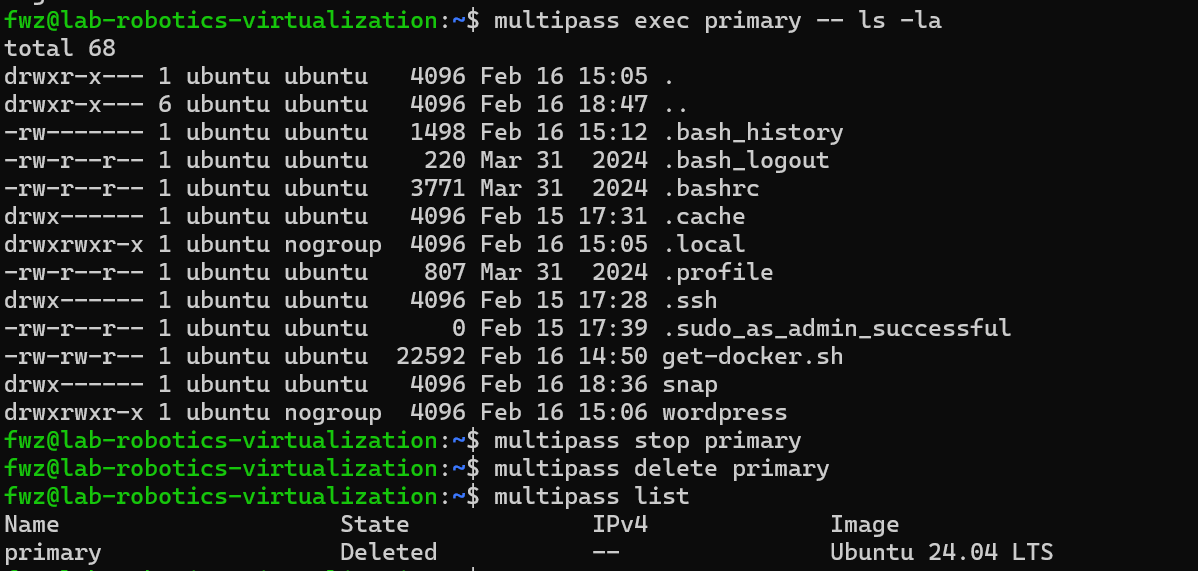 fwz@lab-robotics-virtualization:~$ multipass exec primary -- ls -la
total 68
drwxr-x--- 1 ubuntu ubuntu   4096 Feb 16 15:05 .
drwxr-x--- 6 ubuntu ubuntu   4096 Feb 16 18:47 ..
-rw------- 1 ubuntu ubuntu   1498 Feb 16 15:12 .bash_history
-rw-r--r-- 1 ubuntu ubuntu    220 Mar 31  2024 .bash_logout
-rw-r--r-- 1 ubuntu ubuntu   3771 Mar 31  2024 .bashrc
drwx------ 1 ubuntu ubuntu   4096 Feb 15 17:31 .cache
drwxrwxr-x 1 ubuntu nogroup  4096 Feb 16 15:05 .local
-rw-r--r-- 1 ubuntu ubuntu    807 Mar 31  2024 .profile
drwx------ 1 ubuntu ubuntu   4096 Feb 15 17:28 .ssh
-rw-r--r-- 1 ubuntu ubuntu      0 Feb 15 17:39 .sudo_as_admin_successful
-rw-rw-r-- 1 ubuntu ubuntu  22592 Feb 16 14:50 get-docker.sh
drwx------ 1 ubuntu ubuntu   4096 Feb 16 18:36 snap
drwxrwxr-x 1 ubuntu nogroup  4096 Feb 16 15:06 wordpress
fwz@lab-robotics-virtualization:~$ multipass stop primary
fwz@lab-robotics-virtualization:~$ multipass delete primary
fwz@lab-robotics-virtualization:~$ multipass list
Name                    State             IPv4             Image
primary                 Deleted           --               Ubuntu 24.04 LTS